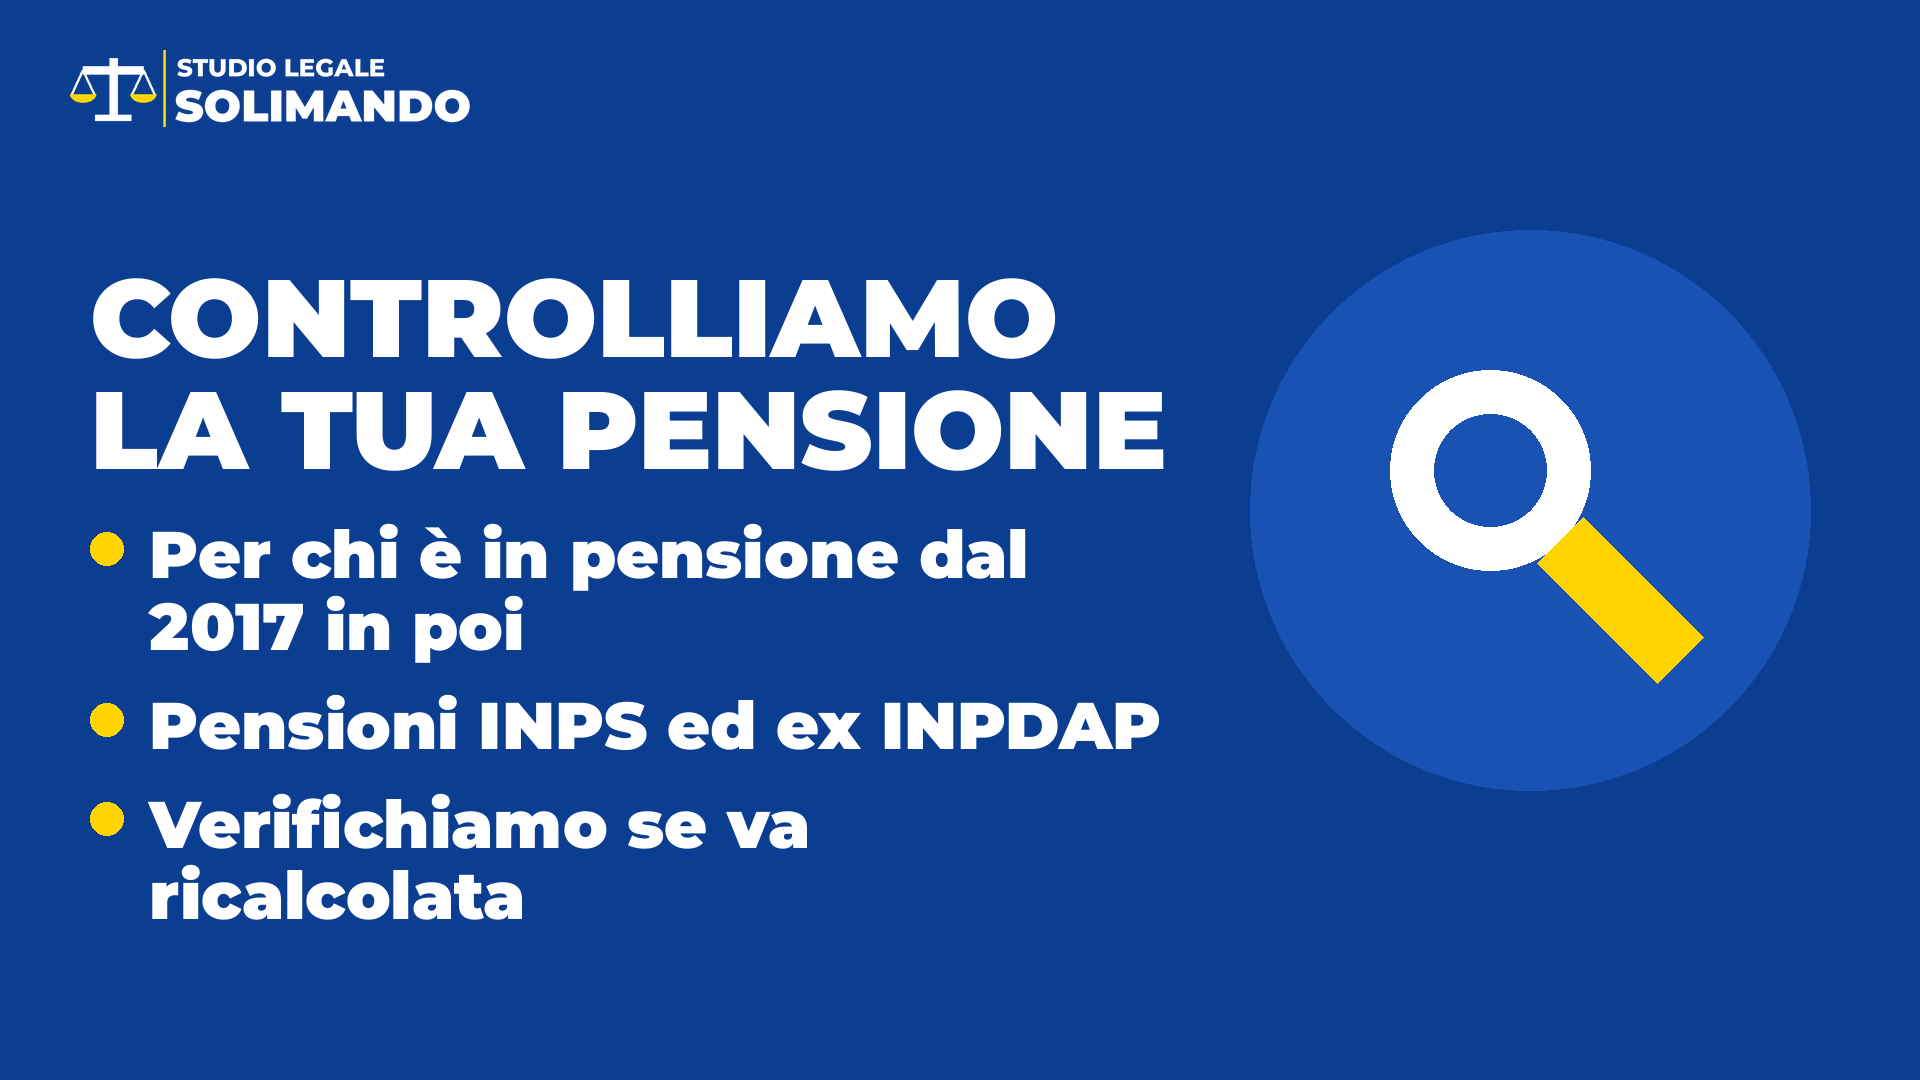 STUDIO LEGALE
SOLIMANDO
CONTROLLIAMO
LA TUA PENSIONE
Per chi è in pensione dal
2017 in poi
Pensioni INPS ed ex INPDAP
Verifichiamo se va
ricalcolata